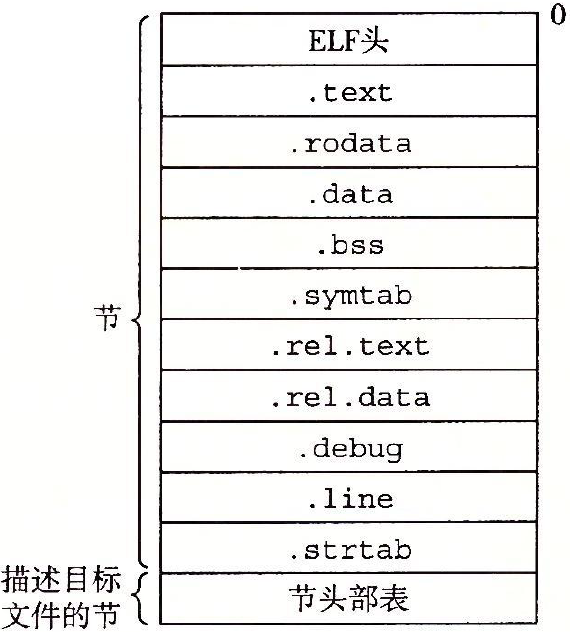 0
ELF头
.text
.rodata
.data
.bss
.symtab
节
.rel.text
.rel.data
.debug
.line
.strtab
描述目标
文件的节
节头部表